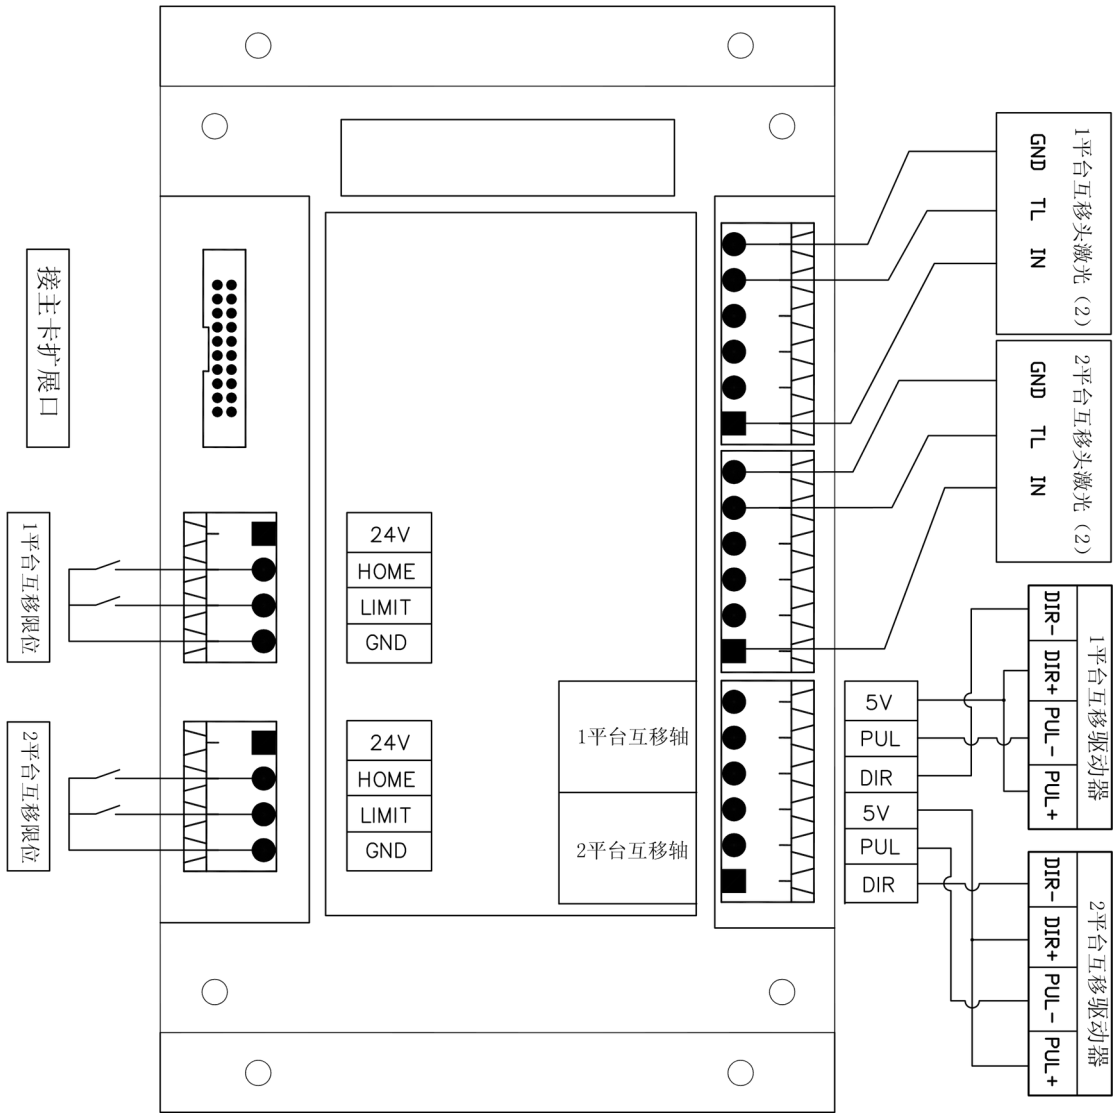 接主卡扩展口
1平台互移限位
2平台互移限位
24V
HOME
LIMIT
GND
24V
HOME
LIMIT
GND
1平台互移轴
2平台互移轴
5V
PUL
DIR
5V
PUL
DIR
1平台互移头激光（2）
GND TL IN
2平台互移头激光（2）
GND TL IN
1平台互移驱动器
DIR- DIR+ PUL- PUL+
2平台互移驱动器
DIR- DIR+ PUL- PUL+